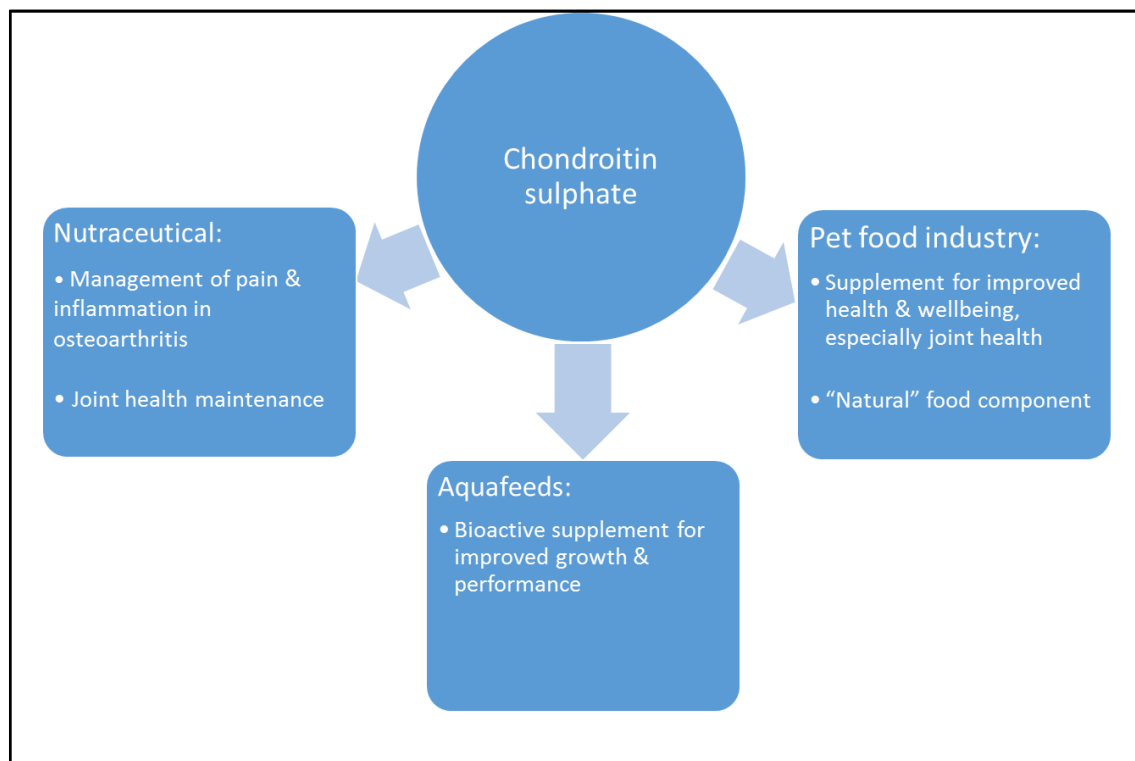 Chondroitin
sulphate
Nutraceutical:
• Management of pain &
inflammation in
osteoarthritis
• Joint health maintenance
Pet food industry:
• Supplement for improved
health & wellbeing,
especially joint health
• “Natural” food component
Aquafeeds:
• Bioactive supplement for
improved growth &
performance